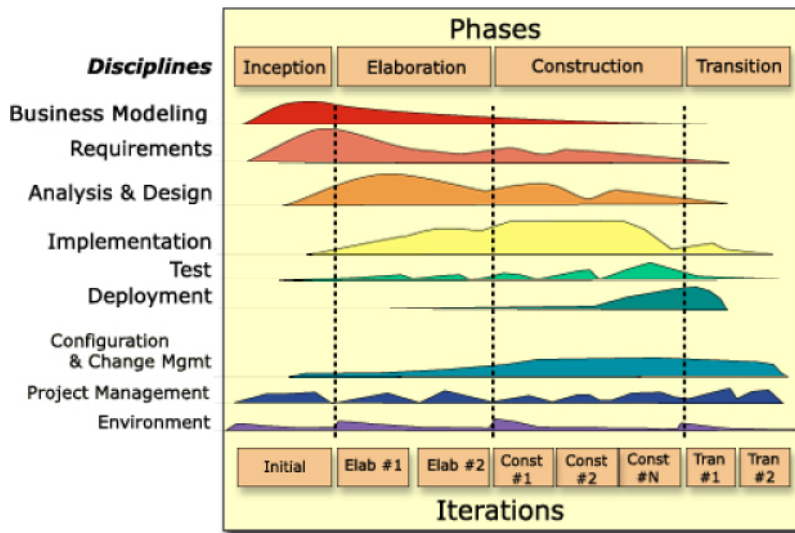 Phases
Disciplines
Inception
Elaboration
Construction
Transition
Business Modeling
Requirements
Analysis & Design
Implementation
Test
Deployment
Configuration
& Change Mgmt
Project Management
Environment
Initial
Elab #1
Elab #2
Const
#1
Const
#2
Const
#N
Tran
#1
Tran
#2
Iterations